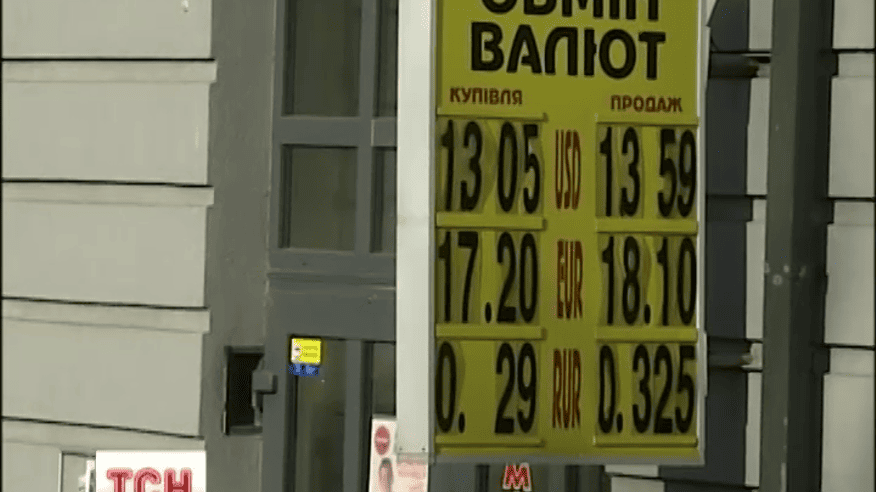 ОБМІН
ВАЛЮТ
КУПІВЛЯ ПРОДАЖ
13 05 USD 13 59
17.20 EUR 18.10
0. 29 RUR 0.325
ТСН
М